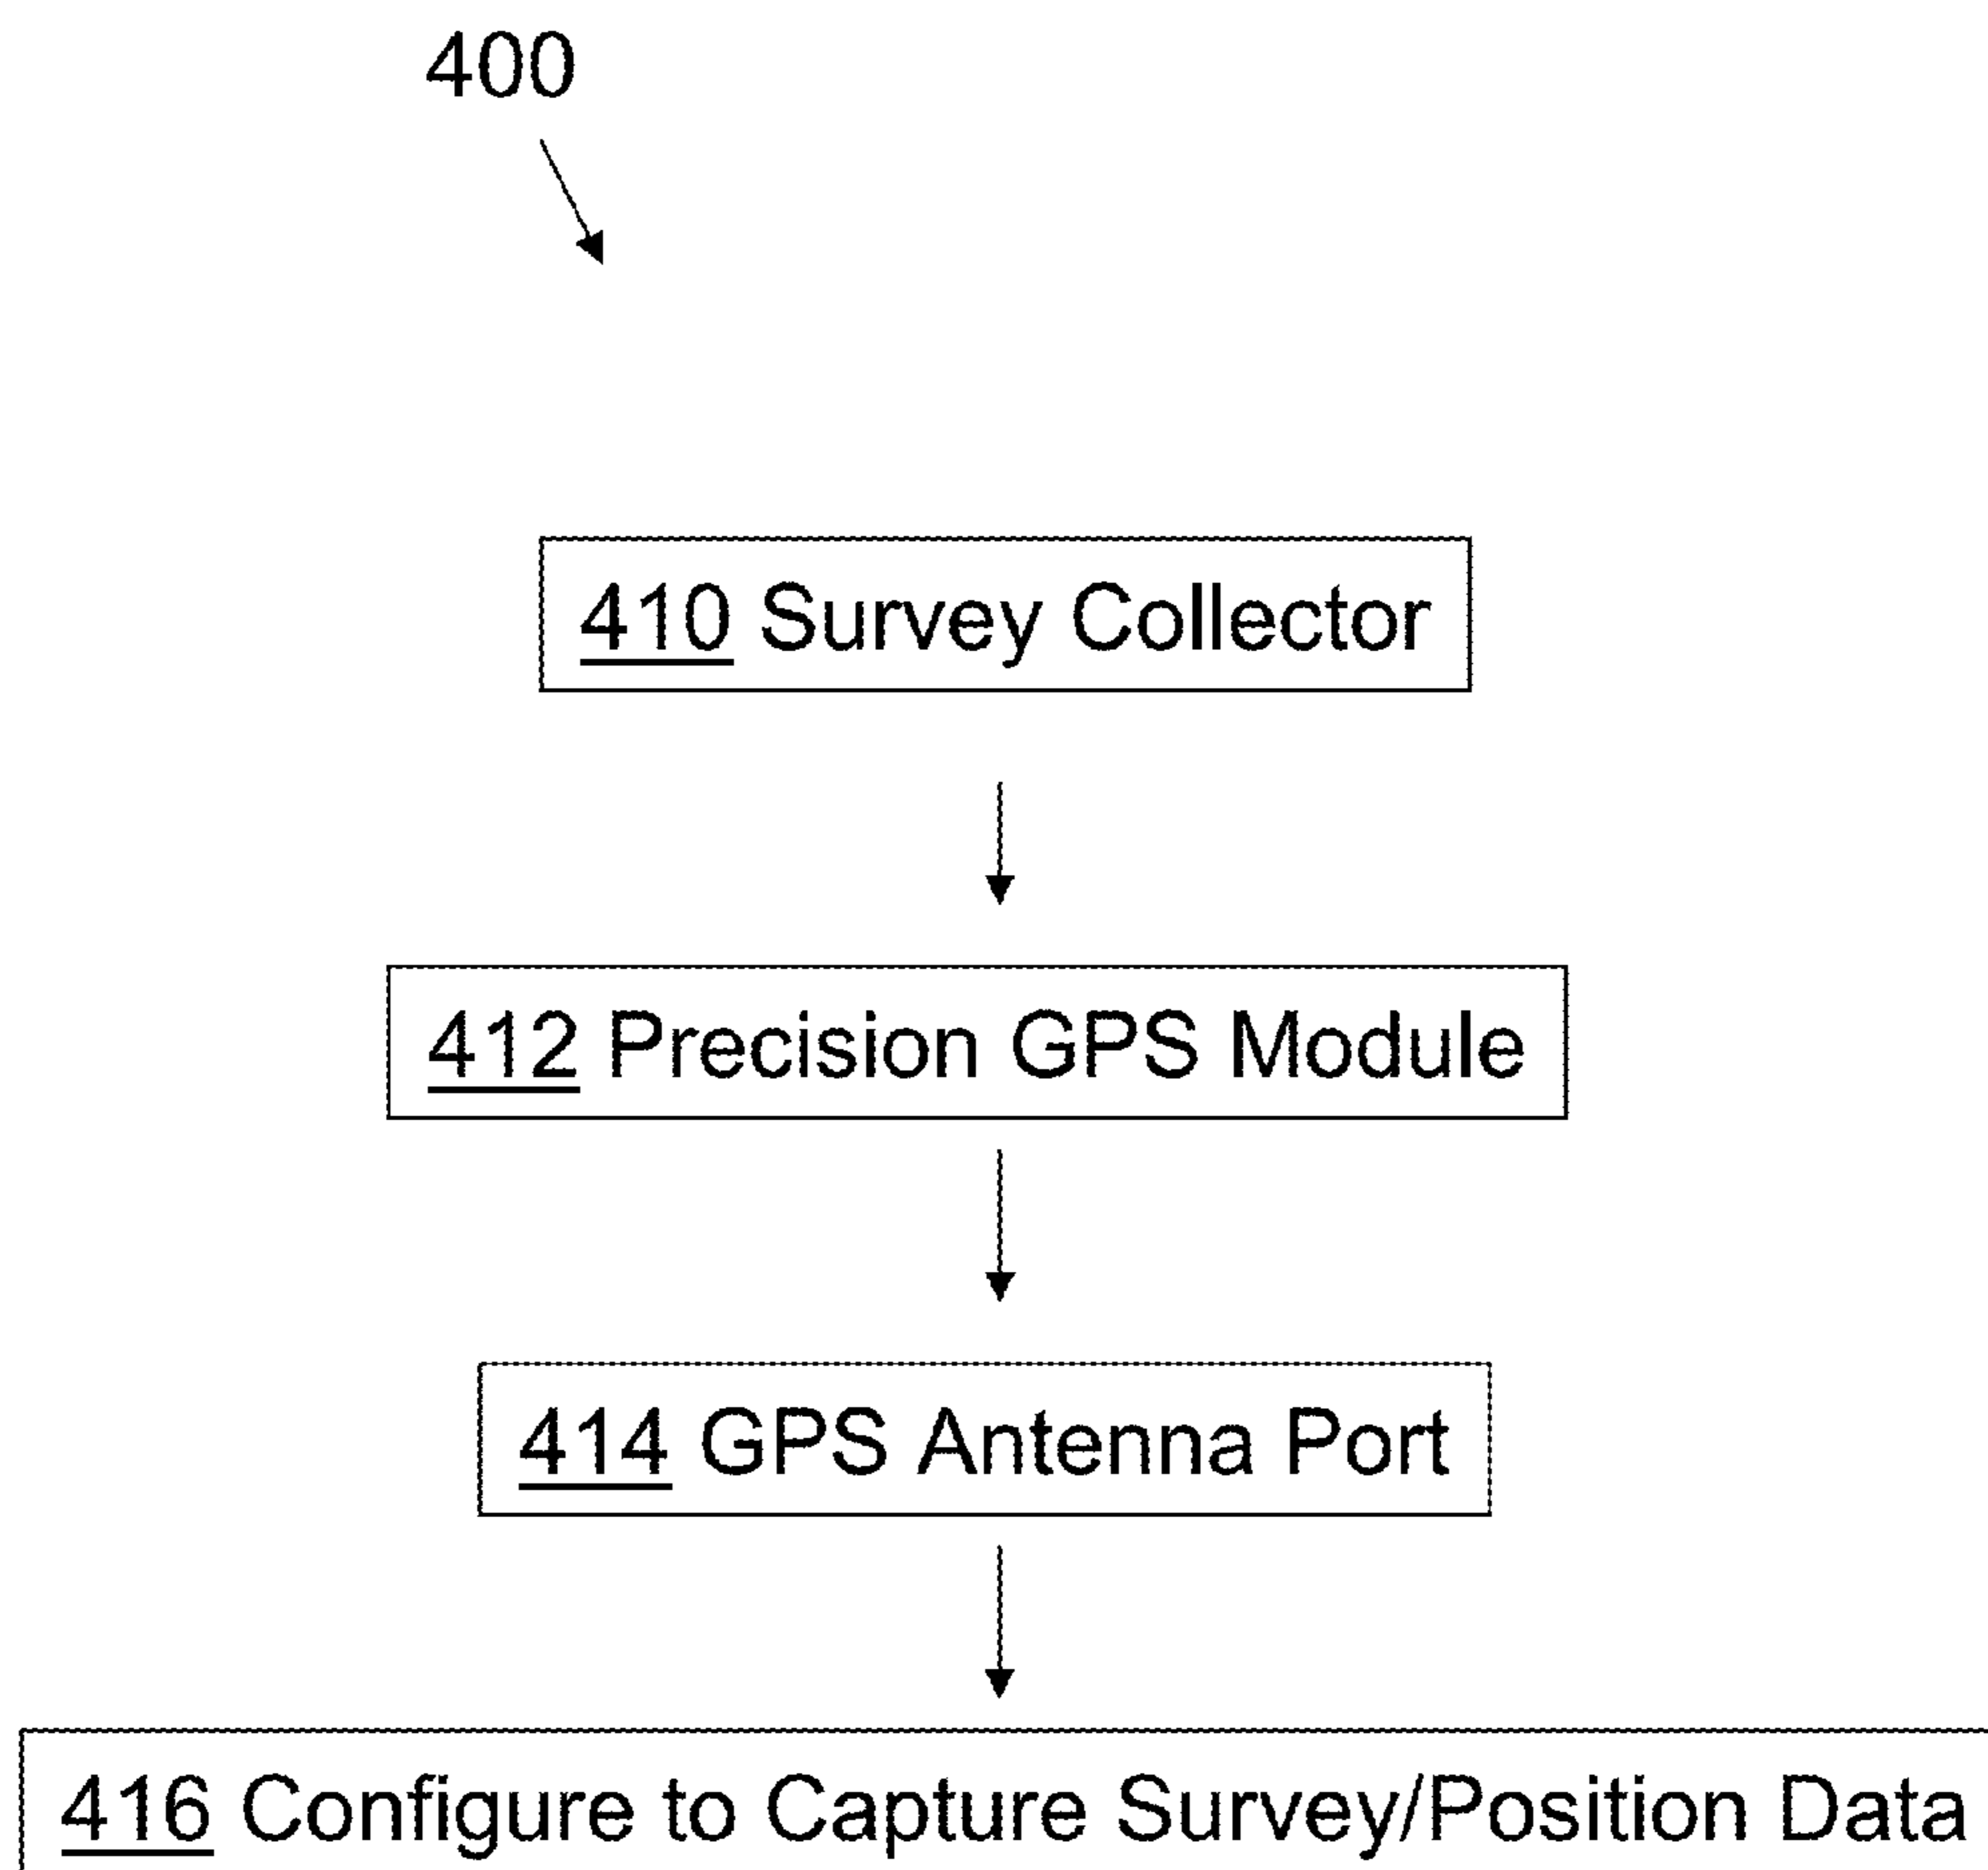 400
410 Survey Collector
412 Precision GPS Module
414 GPS Antenna Port
416 Configure to Capture Survey/Position Data